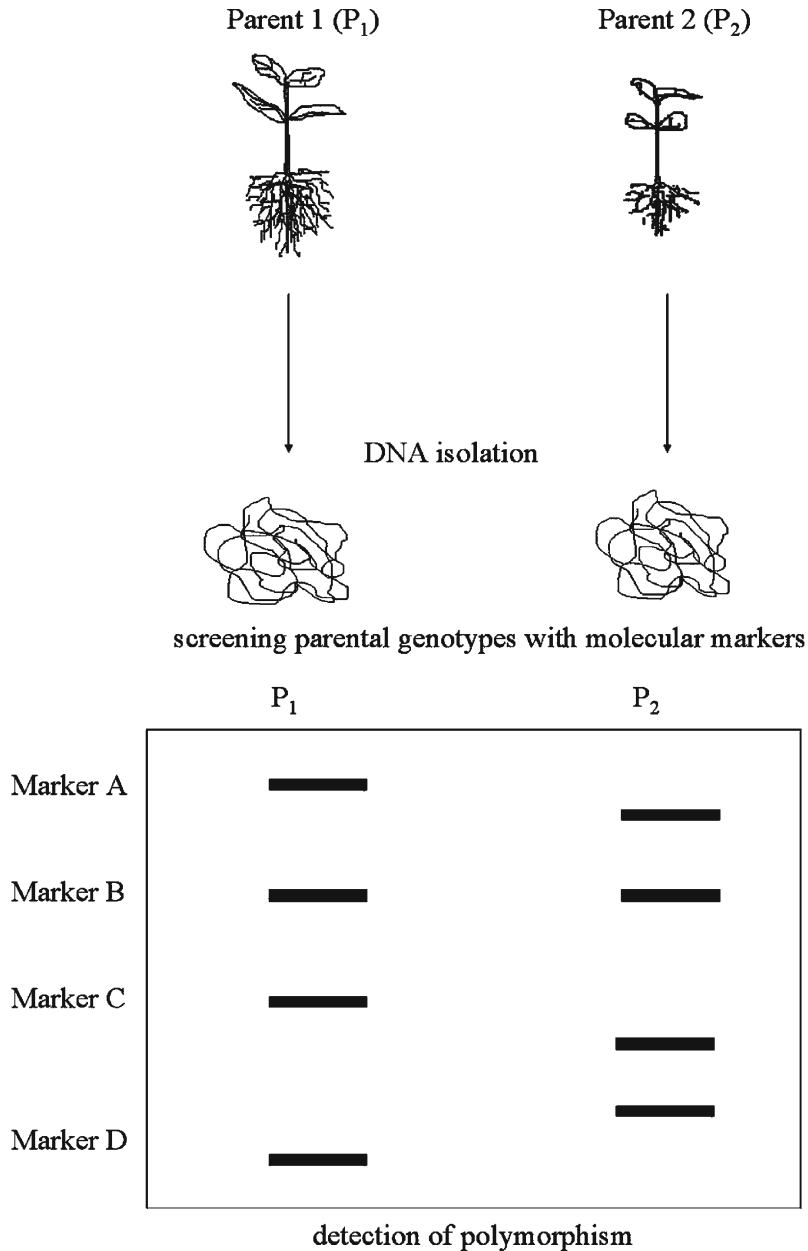 Parent 1 (P₁) Parent 2 (P₂)
DNA isolation
screening parental genotypes with molecular markers
P₁ P₂
Marker A
Marker B
Marker C
Marker D
detection of polymorphism